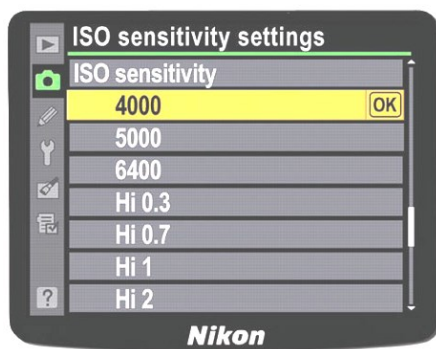 ISO sensitivity settings
ISO sensitivity
4000 OK
5000
6400
Hi 0.3
Hi 0.7
Hi 1
Hi 2
?
Nikon